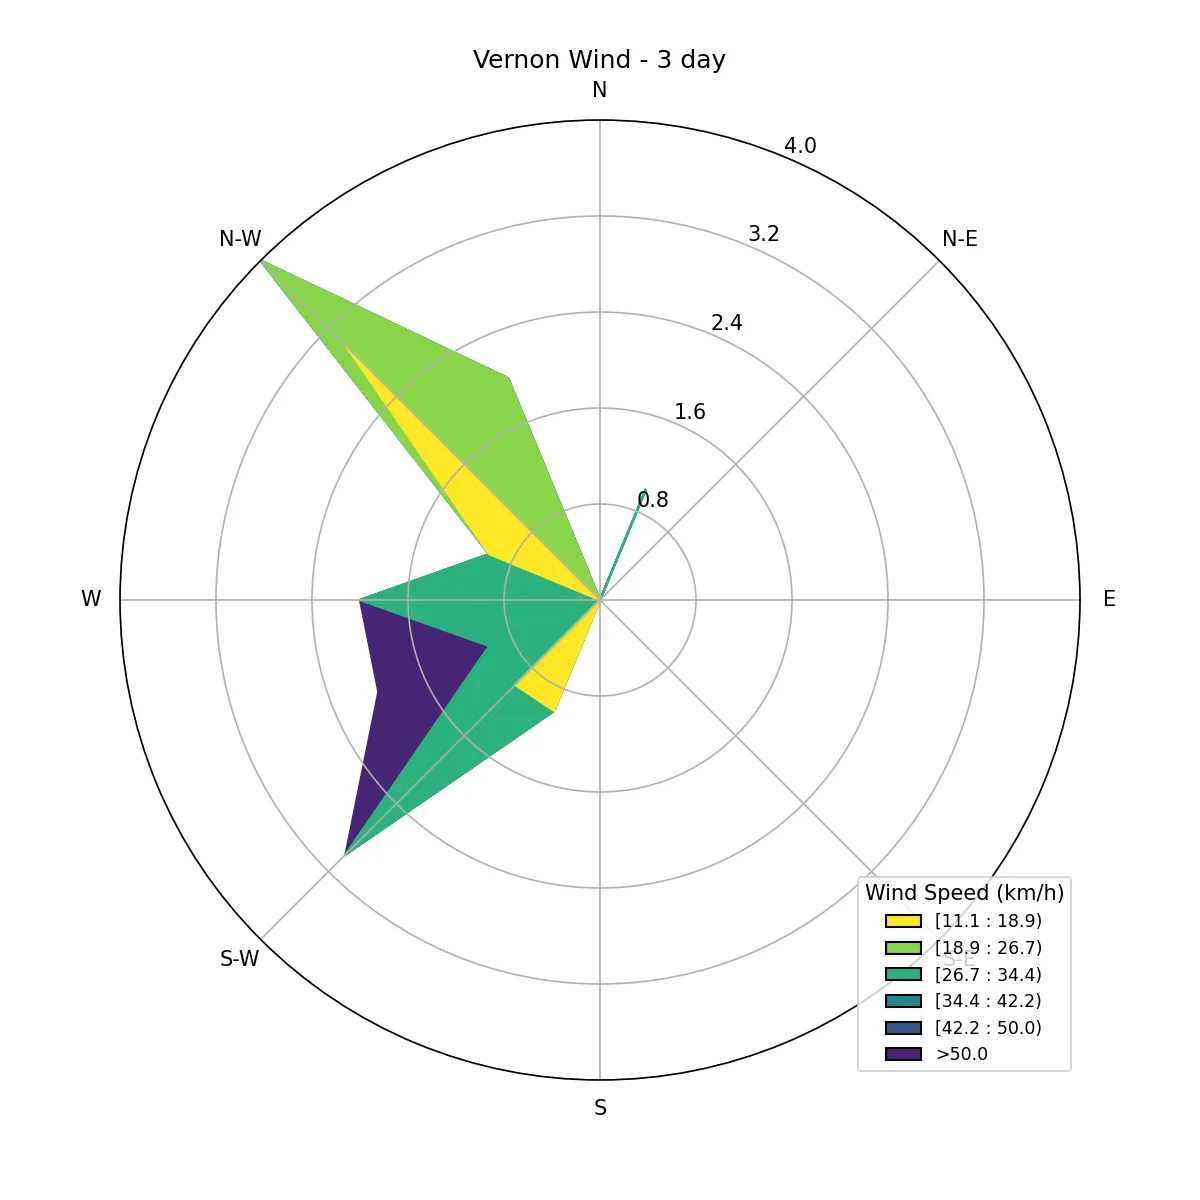 Vernon Wind - 3 day
N
4.0
N-W
3.2
N-E
2.4
1.6
0.8
W
E
Wind Speed (km/h)
[11.1 : 18.9)
[18.9 : 26.7)
S-W
S-E
[26.7 : 34.4)
[34.4 : 42.2)
[42.2 : 50.0)
>50.0
S